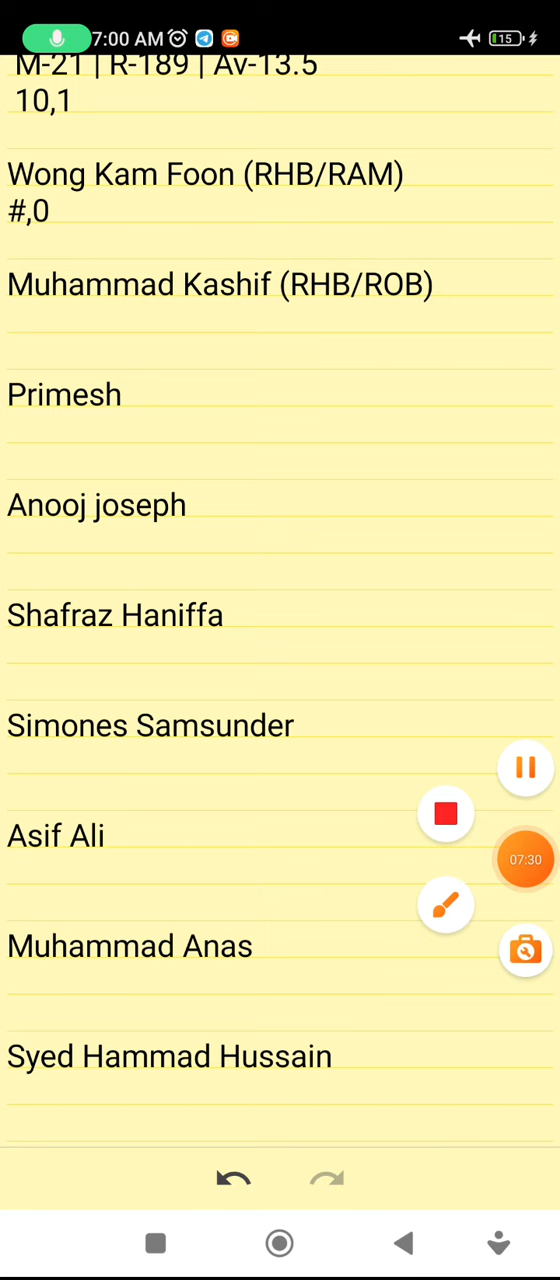 7:00 AM
15
M-21 | R-189 | Av-13.5
10,1
Wong Kam Foon (RHB/RAM)
#,0
Muhammad Kashif (RHB/ROB)
Primesh
Anooj joseph
Shafraz Haniffa
Simones Samsunder
Asif Ali
07:30
Muhammad Anas
Syed Hammad Hussain